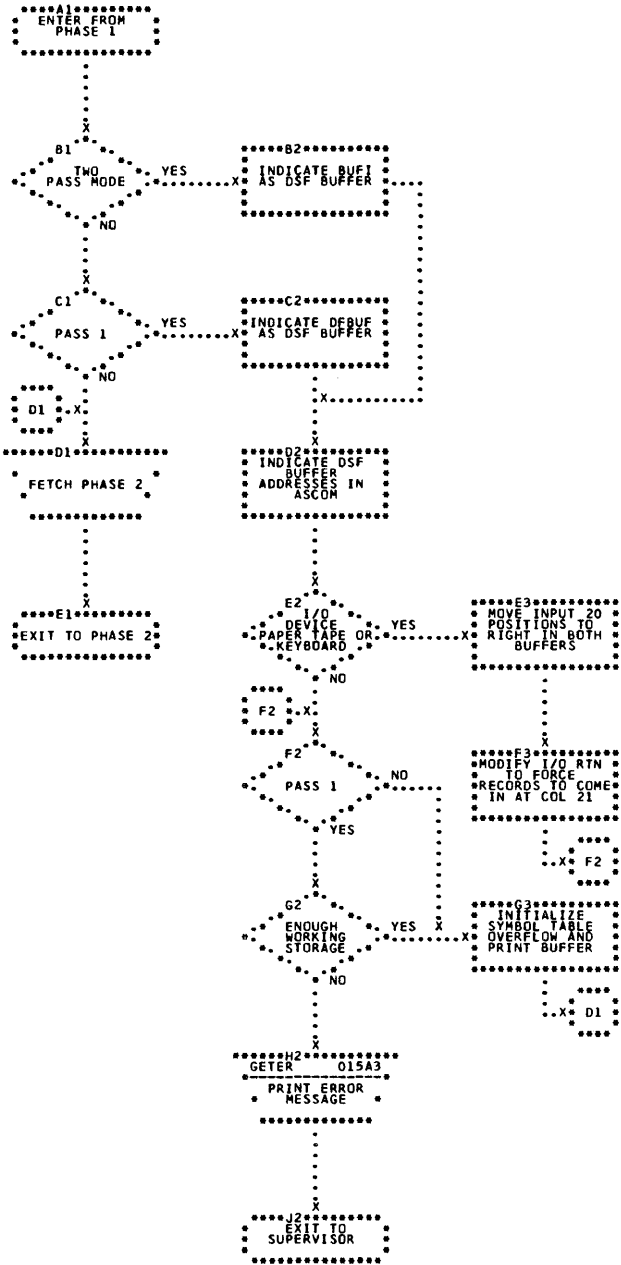 A1
ENTER FROM
PHASE 1
B1
TWO
PASS MODE
YES
NO
B2
INDICATE BUFI
AS DSF BUFFER
C1
PASS 1
YES
NO
C2
INDICATE DFBUF
AS DSF BUFFER
D1
D1
FETCH PHASE 2
D2
INDICATE DSF
BUFFER
ADDRESSES IN
ASCOM
E1
EXIT TO PHASE 2
E2
I/O
DEVICE
PAPER TAPE OR
KEYBOARD
YES
NO
E3
MOVE INPUT 20
POSITIONS TO
RIGHT IN BOTH
BUFFERS
F2
F2
PASS 1
NO
YES
F3
MODIFY I/O RTN
TO FORCE
RECORDS TO COME
IN AT COL 21
F2
G2
ENOUGH
WORKING
STORAGE
YES
NO
G3
INITIALIZE
SYMBOL TABLE
OVERFLOW AND
PRINT BUFFER
D1
H2
GETER 015A3
PRINT ERROR
MESSAGE
J2
EXIT TO
SUPERVISOR